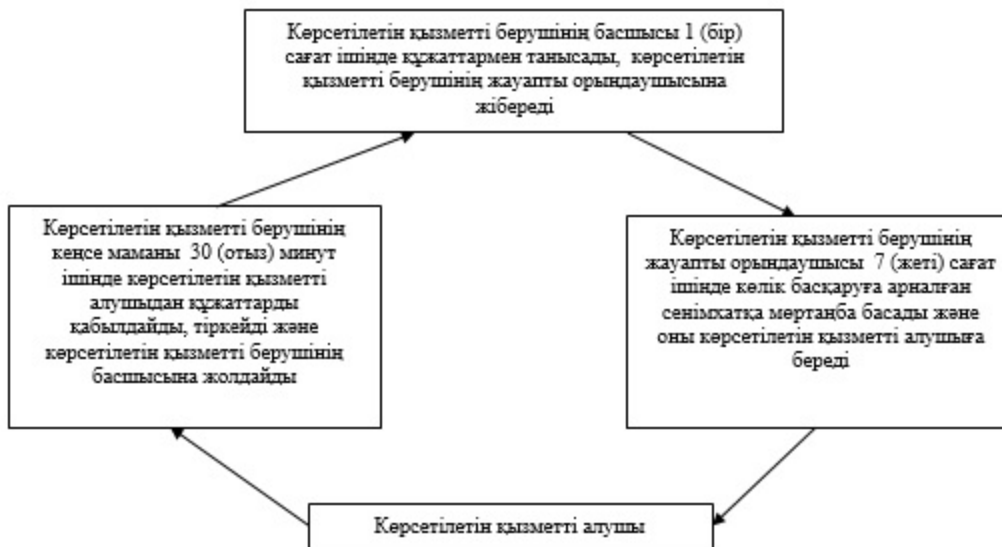 Көрсетілетін қызметті берушінің басшысы 1 (бір)
сағат ішінде құжаттармен танысады, көрсетілетін
қызметті берушінің жауапты орындаушысына
жібереді
Көрсетілетін қызметті берушінің
кеңсе маманы 30 (отыз) минут
ішінде көрсетілетін қызметті
алушыдан құжаттарды
қабылдайды, тіркейді және
көрсетілетін қызметті берушінің
басшысына жолдайды
Көрсетілетін қызметті берушінің
жауапты орындаушысы 7 (жеті) сағат
ішінде көлік басқаруға арналған
сенімхатқа мөртаңба басады және
оны көрсетілетін қызметті алушыға
береді
Көрсетілетін қызметті алушы